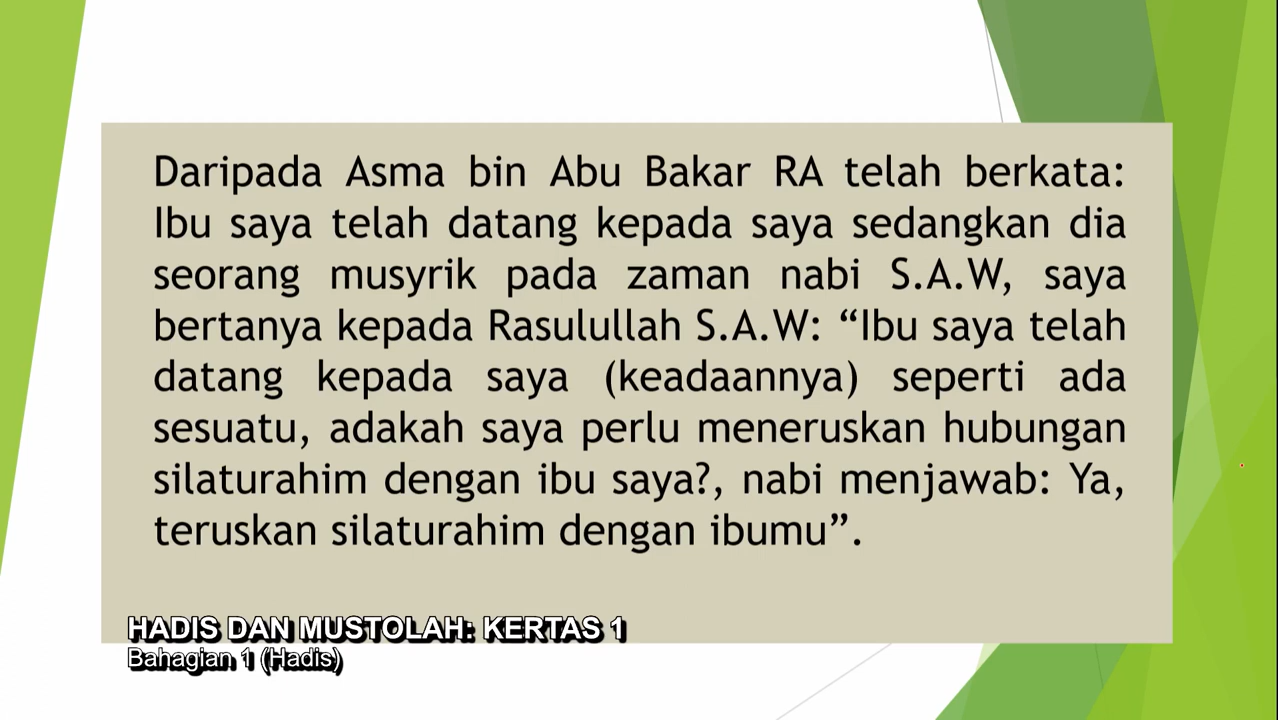 Daripada Asma bin Abu Bakar RA telah berkata:
Ibu saya telah datang kepada saya sedangkan dia
seorang musyrik pada zaman nabi S.A.W, saya
bertanya kepada Rasulullah S.A.W: “Ibu saya telah
datang kepada saya (keadaannya) seperti ada
sesuatu, adakah saya perlu meneruskan hubungan
silaturahim dengan ibu saya?, nabi menjawab: Ya,
teruskan silaturahim dengan ibumu”.
HADIS DAN MUSTOLAH: KERTAS 1
Bahagian 1 (Hadis)